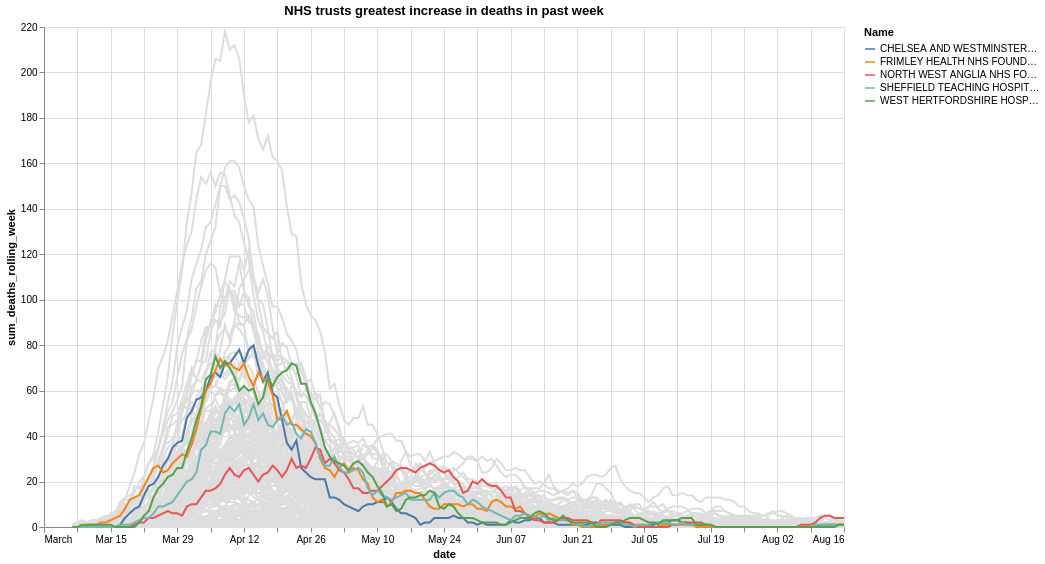 NHS trusts greatest increase in deaths in past week
Name
CHELSEA AND WESTMINSTER...
FRIMLEY HEALTH NHS FOUND...
NORTH WEST ANGLIA NHS FO...
SHEFFIELD TEACHING HOSPIT...
WEST HERTFORDSHIRE HOSP...
sum_deaths_rolling_week
220
200
180
160
140
120
100
80
60
40
20
0
March Mar 15 Mar 29 Apr 12 Apr 26 May 10 May 24 Jun 07 Jun 21 Jul 05 Jul 19 Aug 02 Aug 16
date